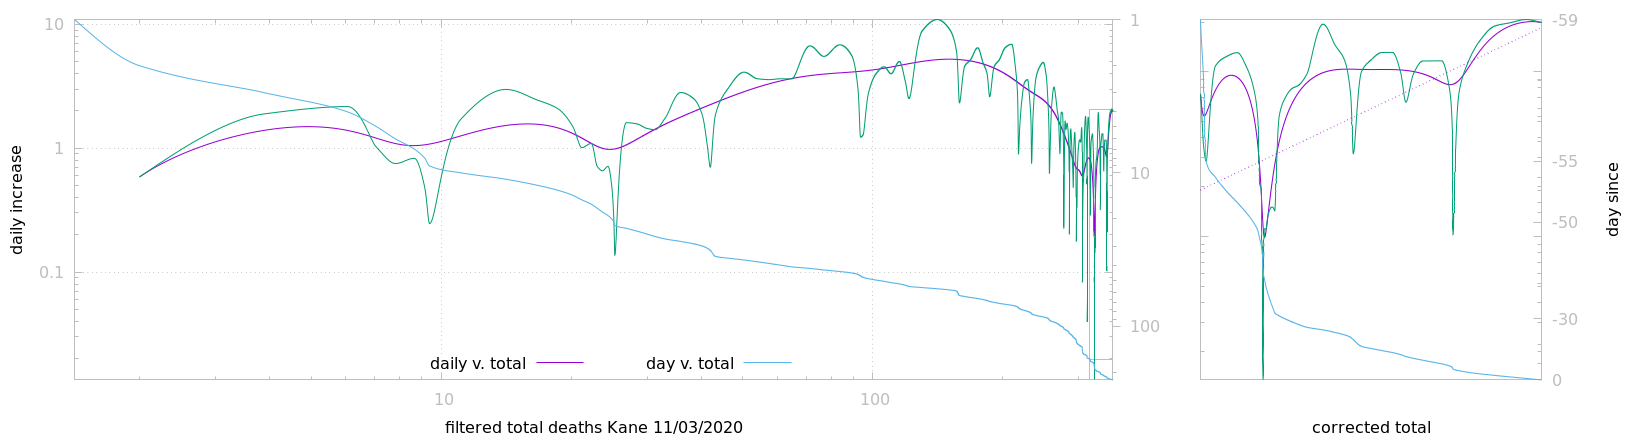 10
1
0.1
daily increase
1
10
100
daily v. total
day v. total
10
100
filtered total deaths Kane 11/03/2020
-59
-55
-50
-30
0
day since
corrected total